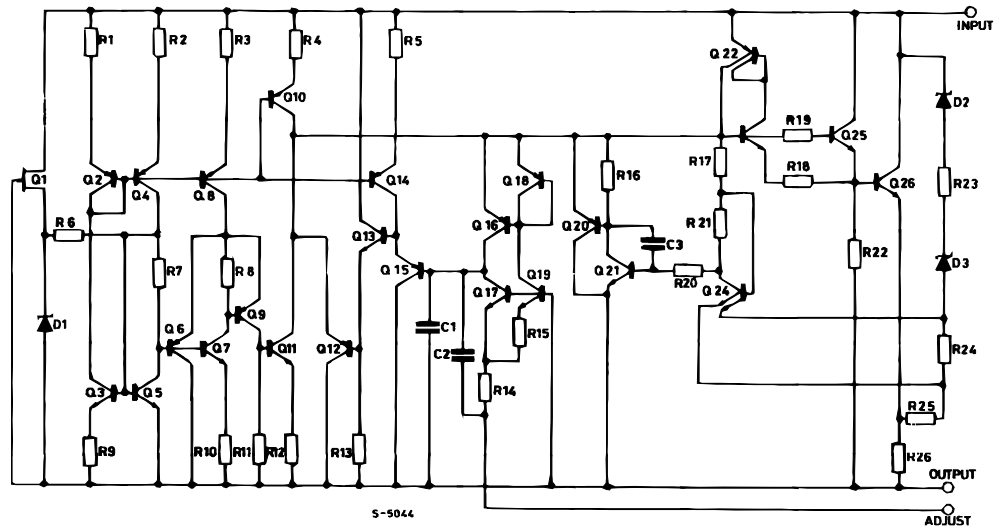 INPUT
R1 R2 R3 R4 R5
Q22
Q10
D2
R19
Q25
R17
R18
Q1 Q2 Q4 Q8 Q14 Q18 R16 Q26 R23
R6
R21
Q16 Q20
Q13
C3
R22
R7 R8 Q15 Q19 Q21 R20 D3
Q17 Q24
Q9
D1 Q6 Q7 Q11 Q12 C1 R15
C2
R24
Q3 Q5 R14
R25
R9 R10 R11 R12 R13 R26
OUTPUT
S-5044
ADJUST